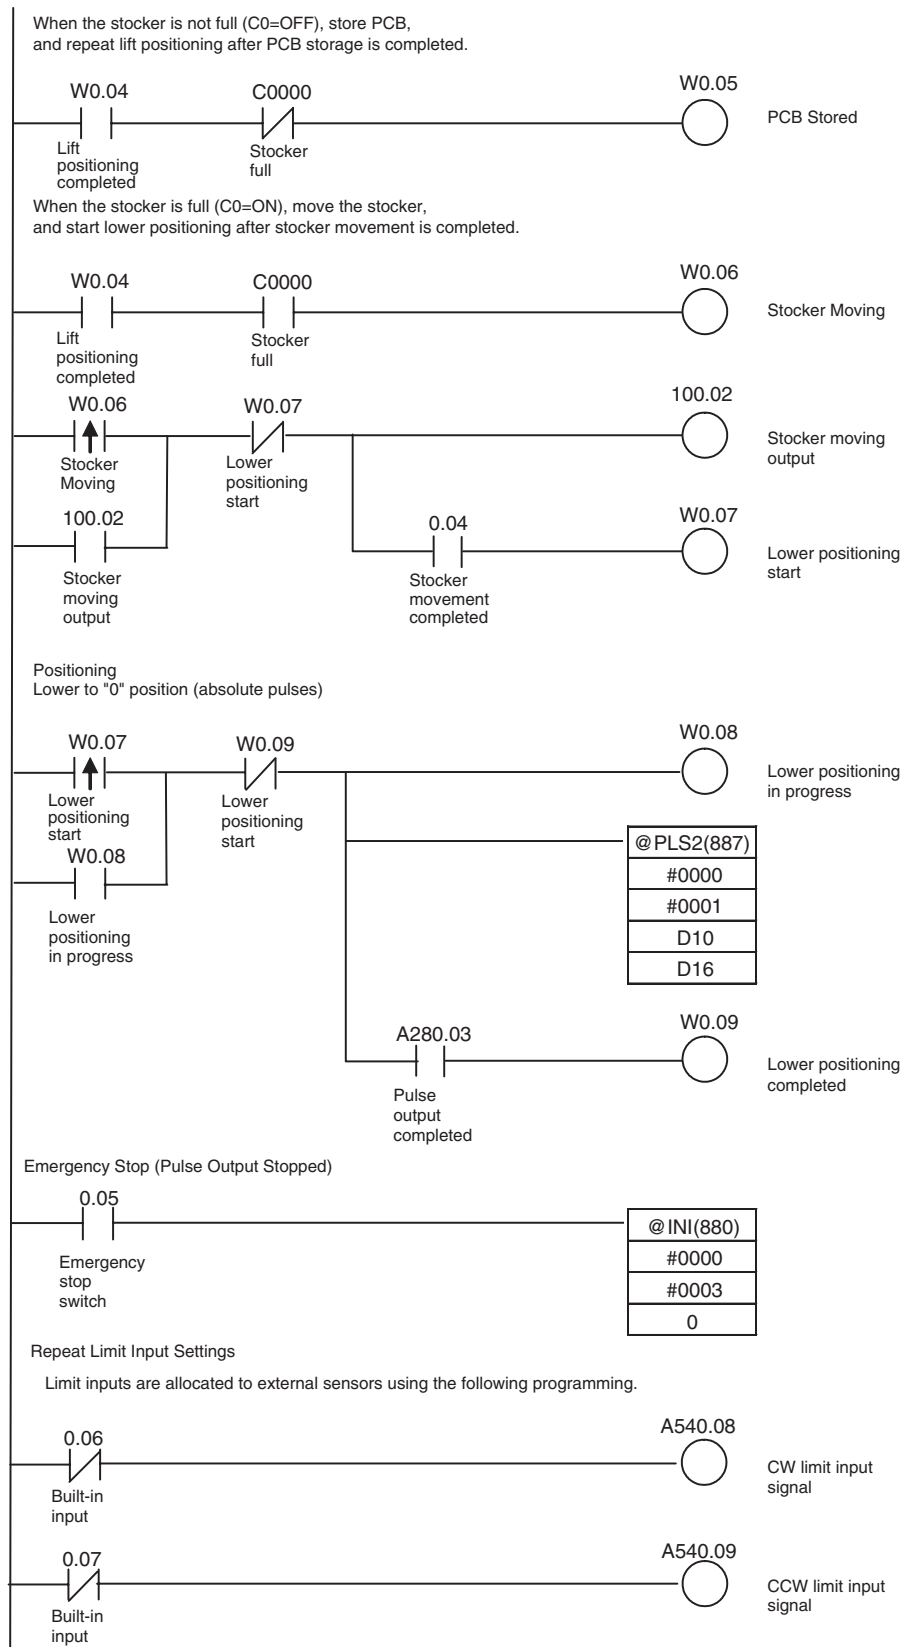 When the stocker is not full (C0=OFF), store PCB,
and repeat lift positioning after PCB storage is completed.
W0.04
C0000
W0.05
Lift
positioning
completed
Stocker
full
PCB Stored
When the stocker is full (C0=ON), move the stocker,
and start lower positioning after stocker movement is completed.
W0.04
C0000
W0.06
Lift
positioning
completed
Stocker
full
Stocker Moving
W0.06
W0.07
100.02
Stocker
Moving
Lower
positioning
start
Stocker moving
output
100.02
0.04
W0.07
Stocker
moving
output
Stocker
movement
completed
Lower positioning
start
Positioning
Lower to "0" position (absolute pulses)
W0.07
W0.09
W0.08
Lower
positioning
start
Lower
positioning
start
Lower positioning
in progress
W0.08
Lower
positioning
in progress
@PLS2(887)
#0000
#0001
D10
D16
A280.03
W0.09
Pulse
output
completed
Lower positioning
completed
Emergency Stop (Pulse Output Stopped)
0.05
Emergency
stop
switch
@INI(880)
#0000
#0003
0
Repeat Limit Input Settings
Limit inputs are allocated to external sensors using the following programming.
0.06
A540.08
Built-in
input
CW limit input
signal
0.07
A540.09
Built-in
input
CCW limit input
signal